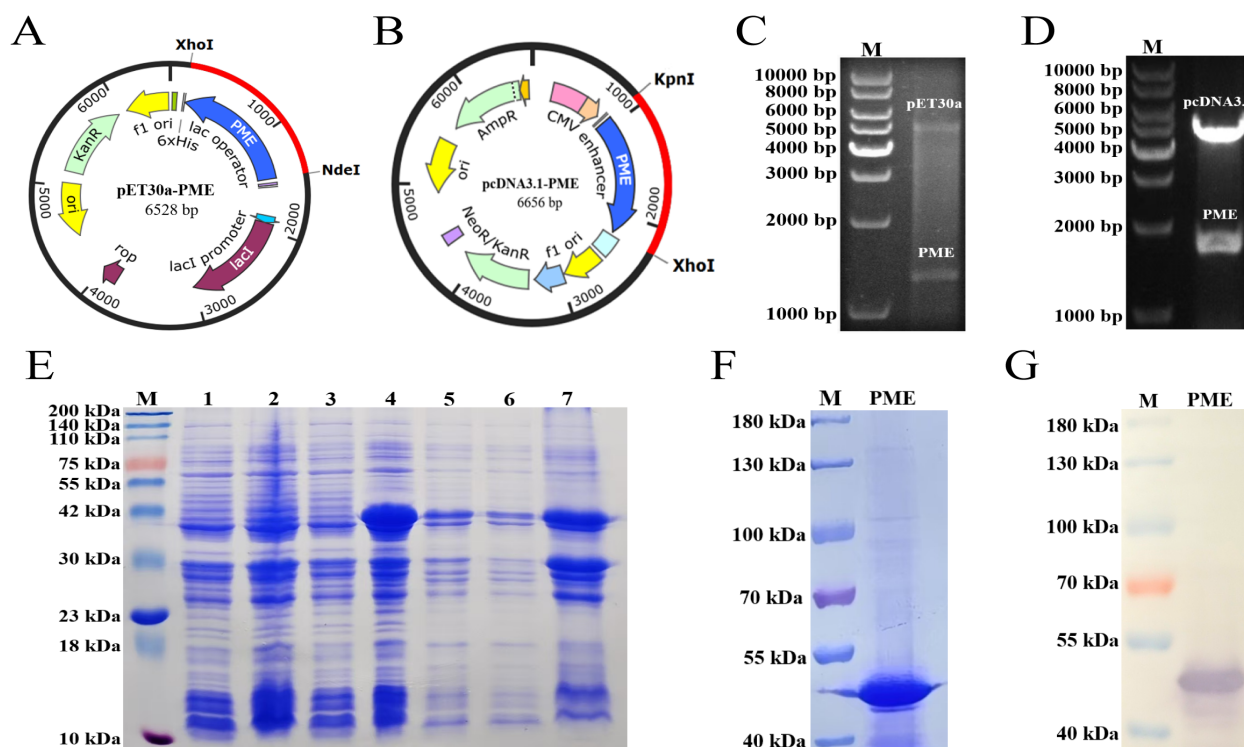 A
XhoI
6000
1000
f1 ori
6xHis
lac operator
PME
KanR
NdeI
pET30a-PME
6528 bp
5000
ori
2000
lacI promoter
lacI
rop
4000
3000
B
KpnI
6000
1000
AmpR
CMV enhancer
PME
ori
pcDNA3.1-PME
6656 bp
5000
2000
NeoR/KanR
f1 ori
XhoI
4000
3000
C
M
10000 bp
8000 bp
6000 bp
5000 bp
4000 bp
3000 bp
2000 bp
1000 bp
pET30a
PME
D
M
10000 bp
8000 bp
6000 bp
5000 bp
4000 bp
3000 bp
2000 bp
1000 bp
pcDNA3.
PME
E
M 1 2 3 4 5 6 7
200 kDa
140 kDa
110 kDa
75 kDa
55 kDa
42 kDa
30 kDa
23 kDa
18 kDa
10 kDa
F
M PME
180 kDa
130 kDa
100 kDa
70 kDa
55 kDa
40 kDa
G
M PME
180 kDa
130 kDa
100 kDa
70 kDa
55 kDa
40 kDa